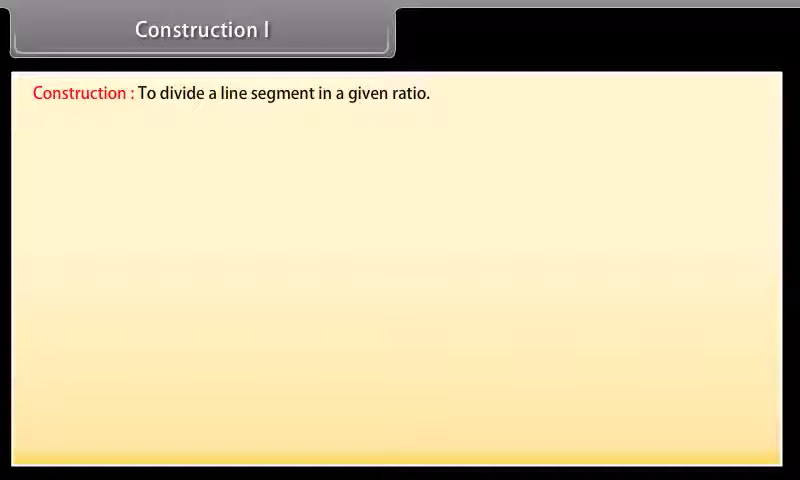 Construction I
Construction : To divide a line segment in a given ratio.